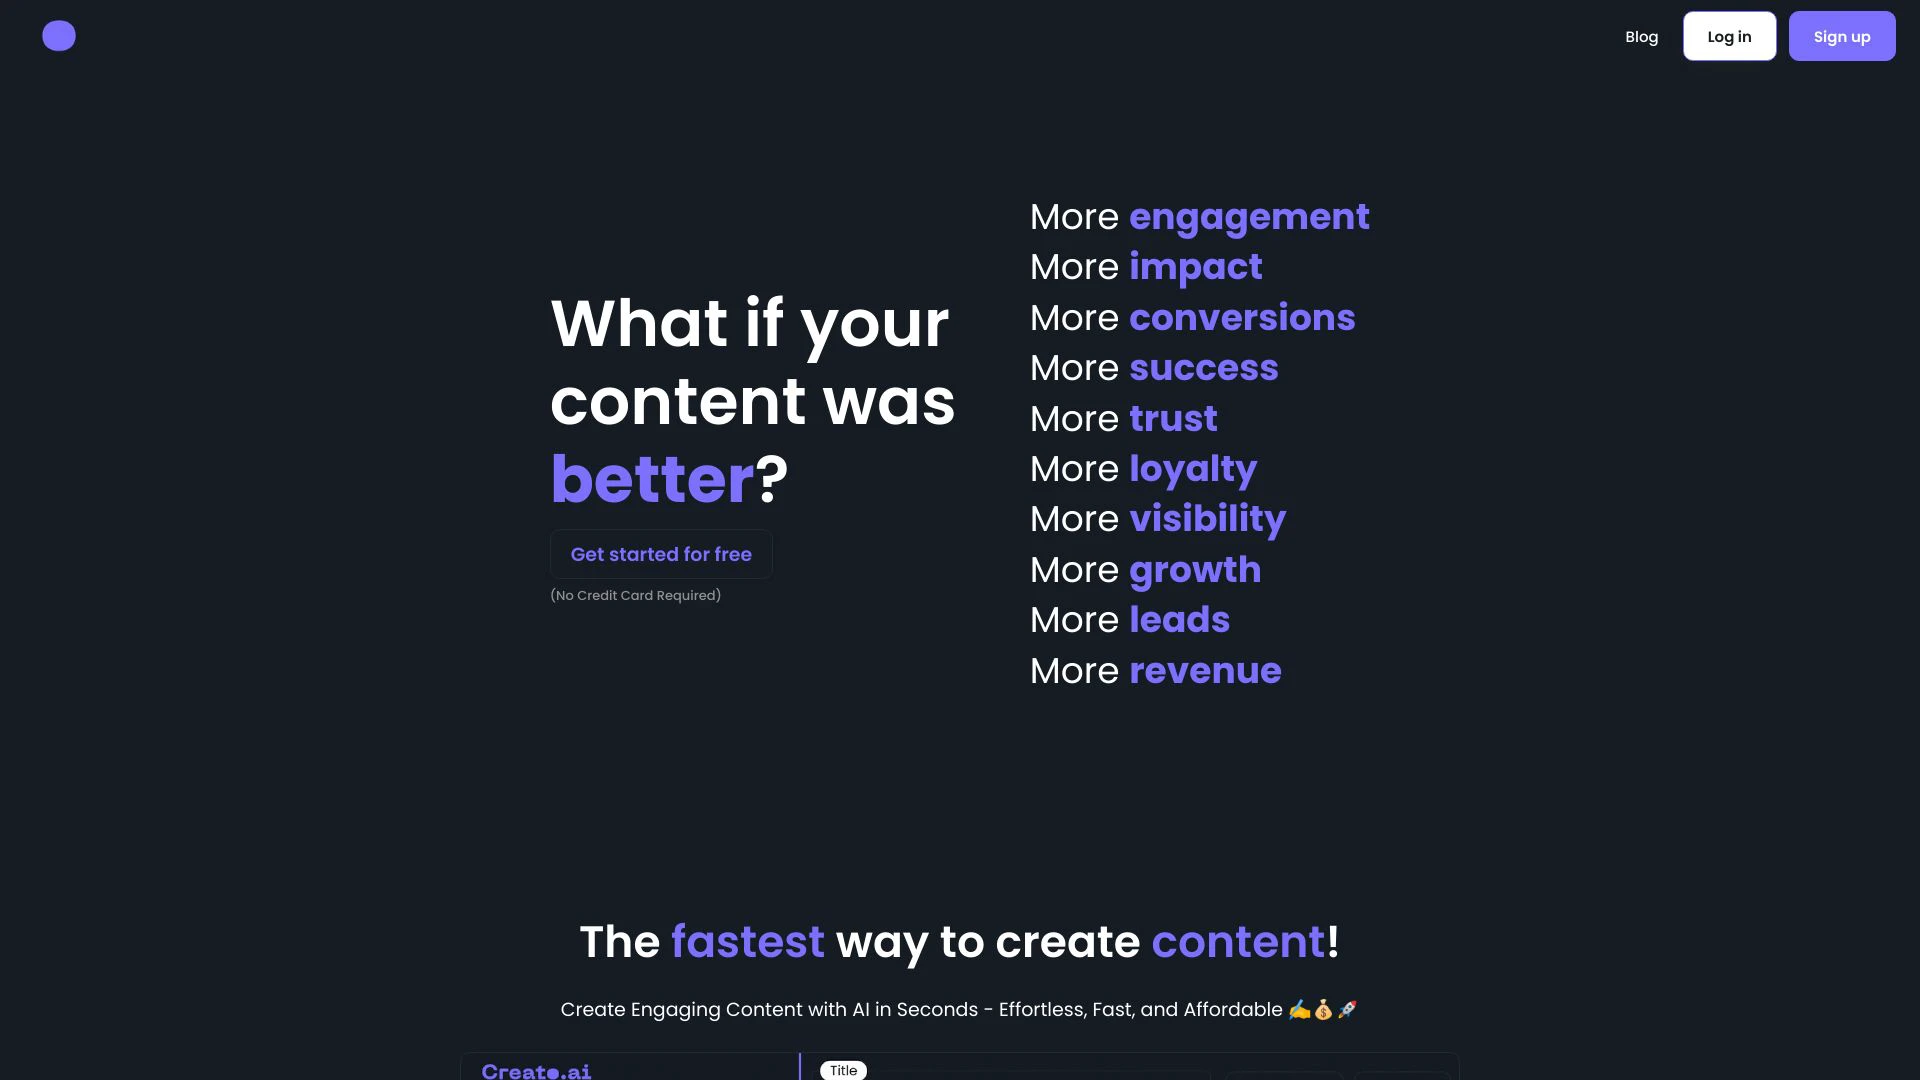 Blog
Log in
Sign up
What if your
content was
better?
Get started for free
(No Credit Card Required)
More engagement
More impact
More conversions
More success
More trust
More loyalty
More visibility
More growth
More leads
More revenue
The fastest way to create content!
Create Engaging Content with AI in Seconds - Effortless, Fast, and Affordable ✍️💰🚀
Create.ai
Title